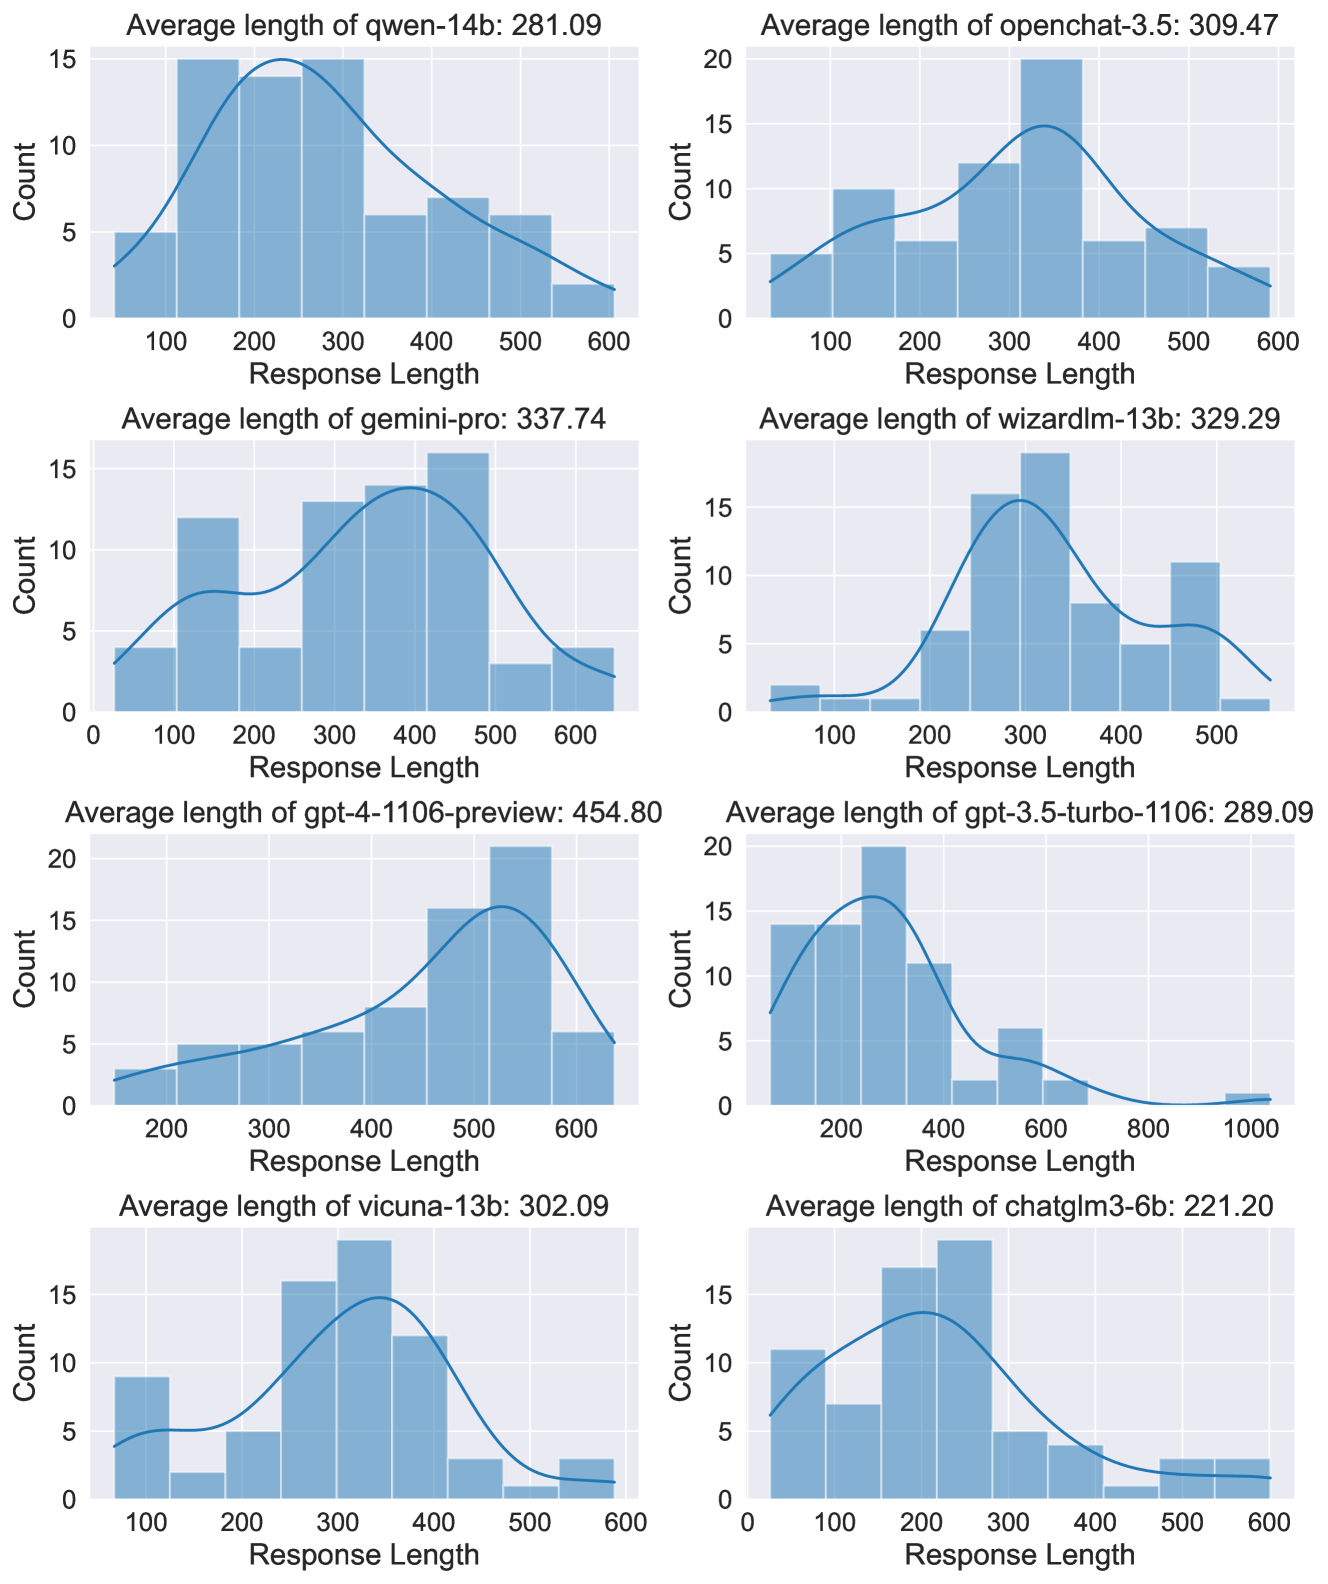 Average length of qwen-14b: 281.09
15
10
5
0
Count
100 200 300 400 500 600
Response Length
Average length of openchat-3.5: 309.47
20
15
10
5
0
Count
100 200 300 400 500 600
Response Length
Average length of gemini-pro: 337.74
15
10
5
0
Count
0 100 200 300 400 500 600
Response Length
Average length of wizardlm-13b: 329.29
15
10
5
0
Count
100 200 300 400 500
Response Length
Average length of gpt-4-1106-preview: 454.80
20
15
10
5
0
Count
200 300 400 500 600
Response Length
Average length of gpt-3.5-turbo-1106: 289.09
20
15
10
5
0
Count
200 400 600 800 1000
Response Length
Average length of vicuna-13b: 302.09
15
10
5
0
Count
100 200 300 400 500 600
Response Length
Average length of chatglm3-6b: 221.20
15
10
5
0
Count
0 100 200 300 400 500 600
Response Length